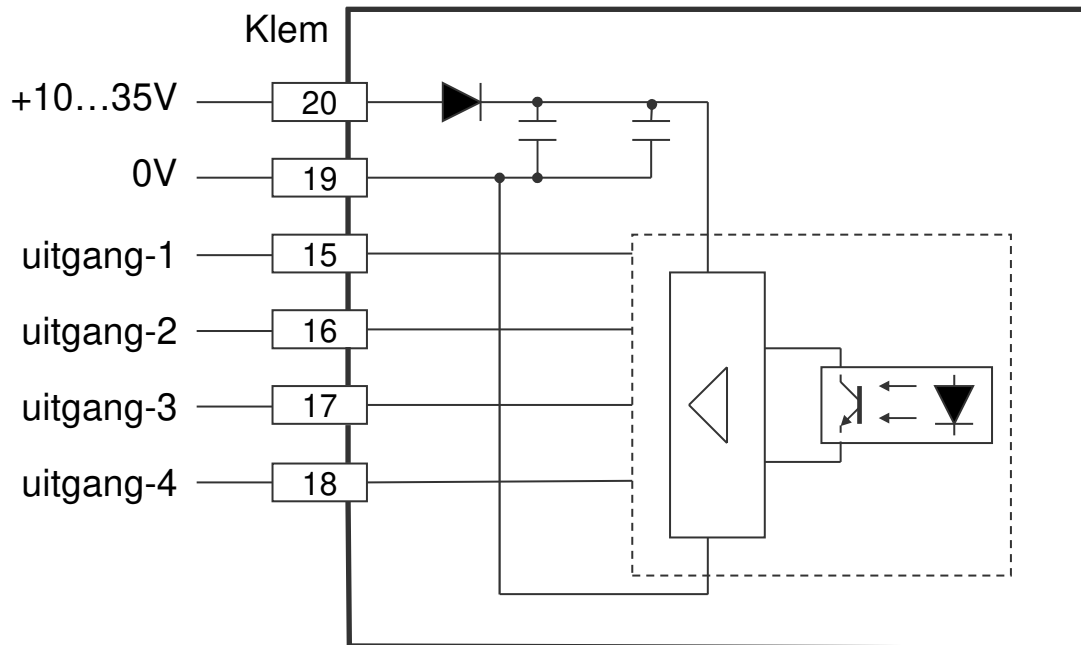 Klem
+10…35V 20
0V 19
uitgang-1 15
uitgang-2 16
uitgang-3 17
uitgang-4 18